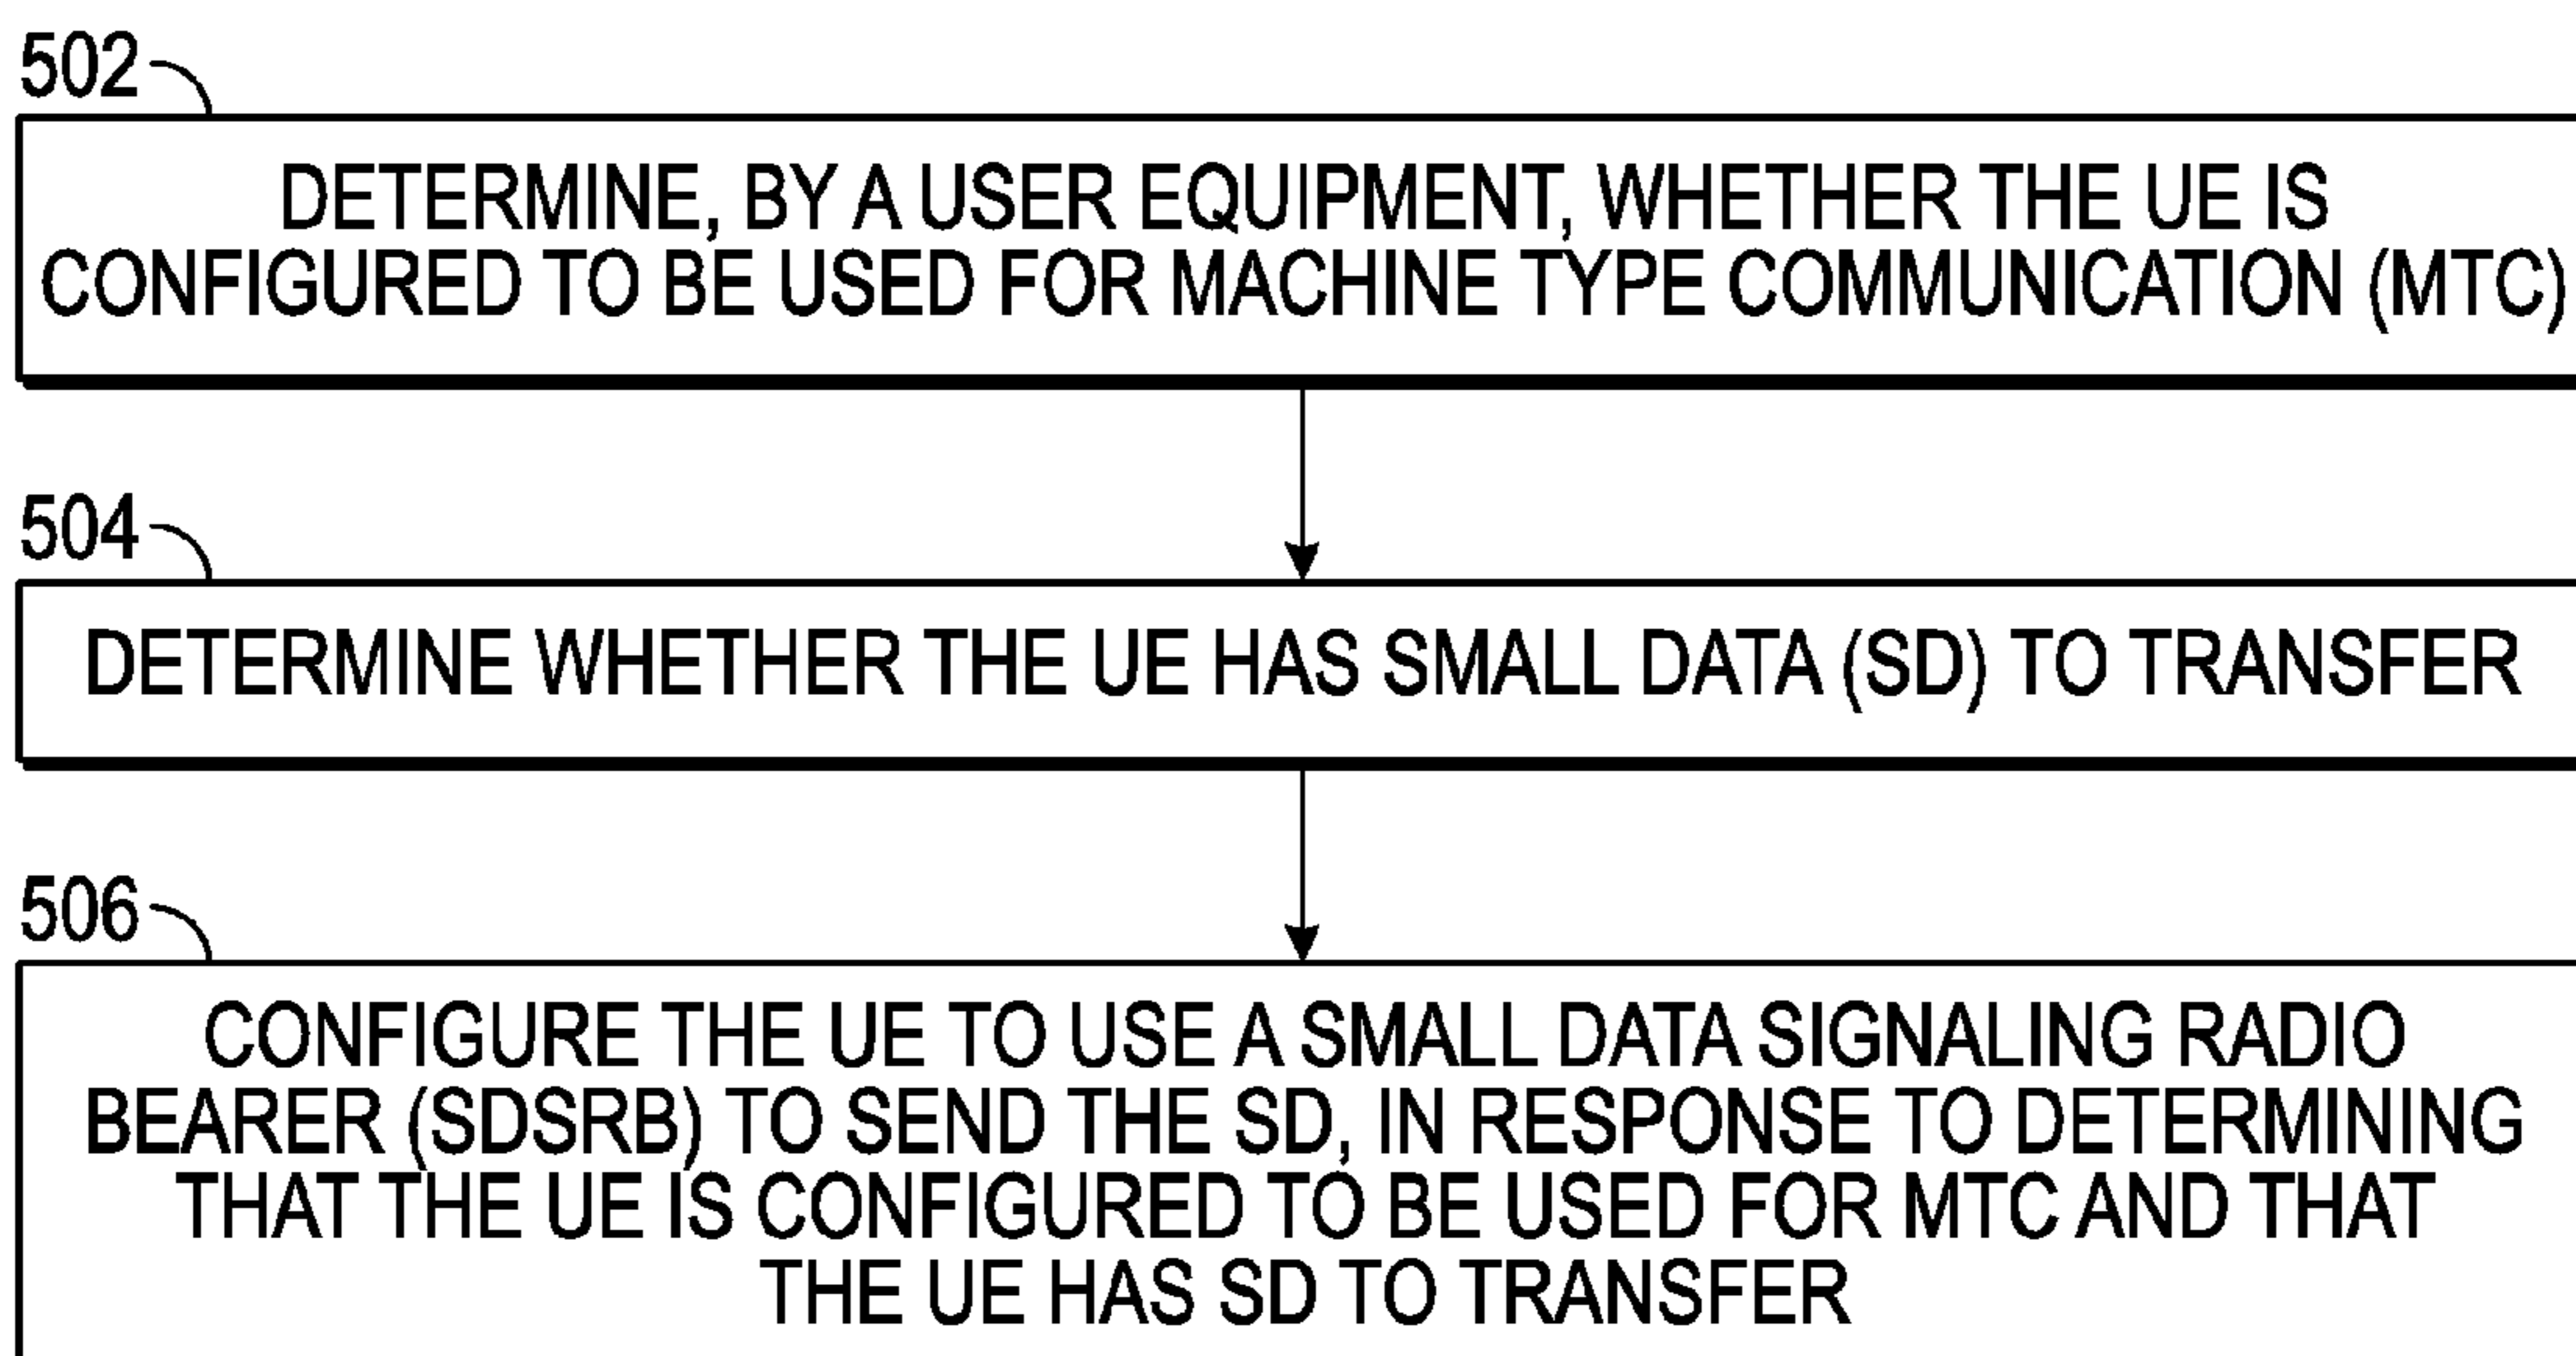 502
DETERMINE, BY A USER EQUIPMENT, WHETHER THE UE IS
CONFIGURED TO BE USED FOR MACHINE TYPE COMMUNICATION (MTC)
504
DETERMINE WHETHER THE UE HAS SMALL DATA (SD) TO TRANSFER
506
CONFIGURE THE UE TO USE A SMALL DATA SIGNALING RADIO
BEARER (SDSRB) TO SEND THE SD, IN RESPONSE TO DETERMINING
THAT THE UE IS CONFIGURED TO BE USED FOR MTC AND THAT
THE UE HAS SD TO TRANSFER